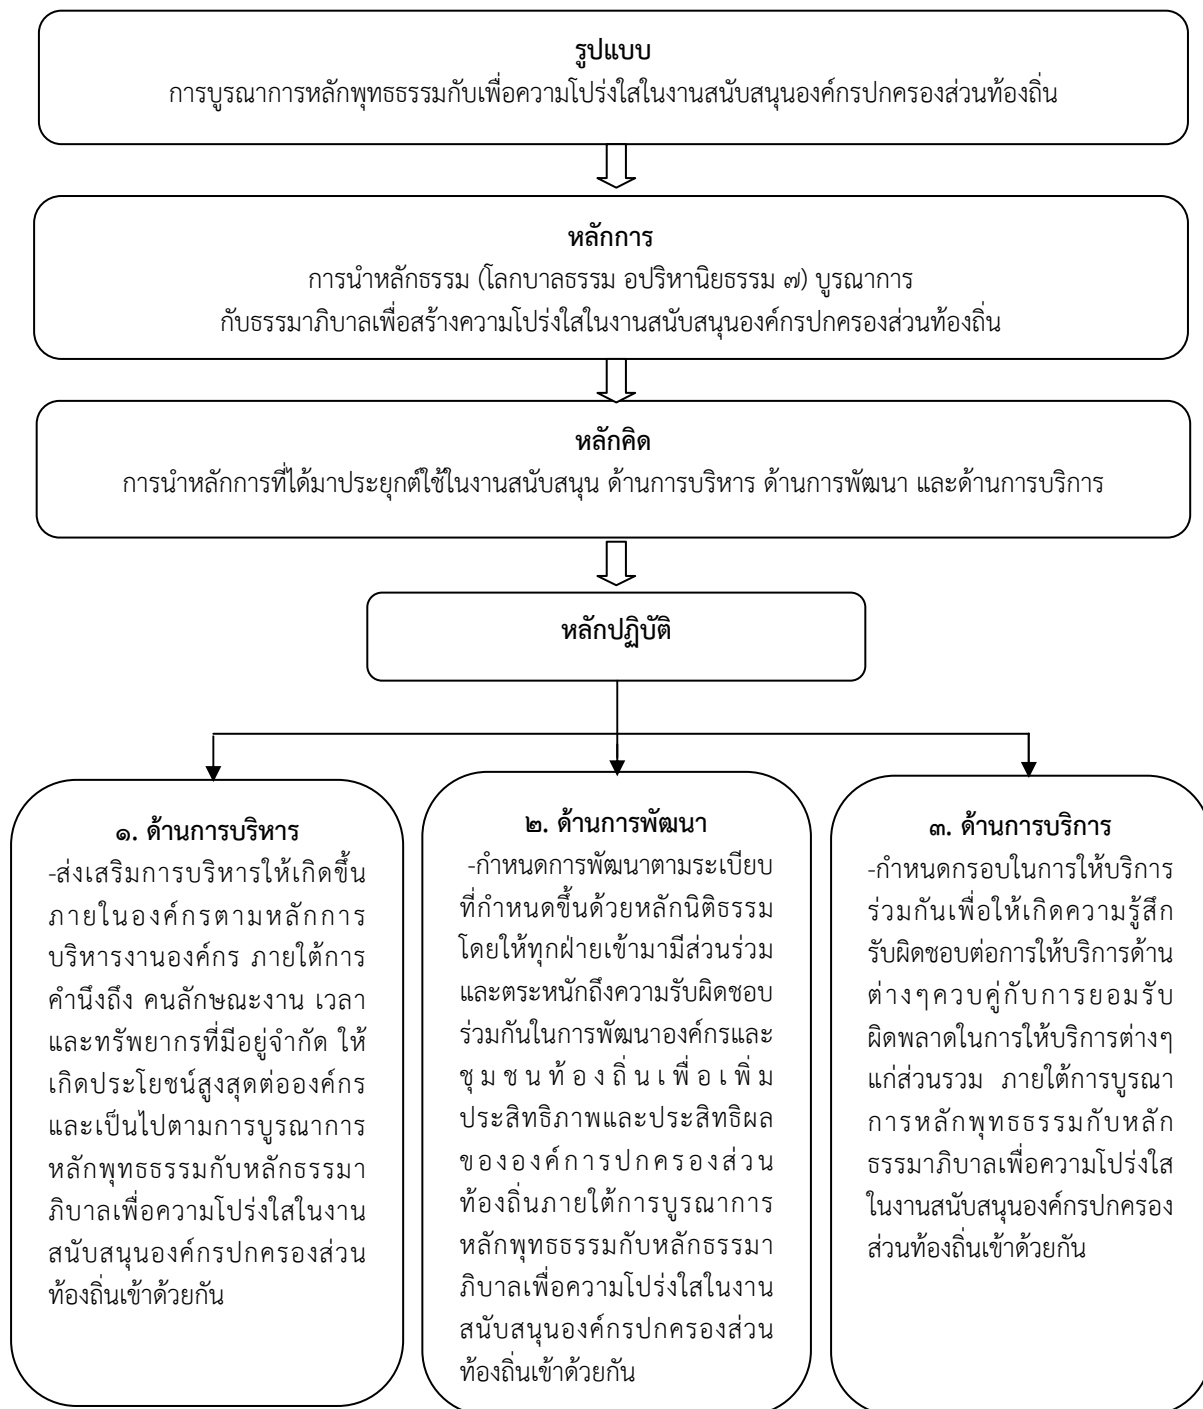 รูปแบบ
การบูรณาการหลักพุทธธรรมกับเพื่อความโปร่งใสในงานสนับสนุนองค์กรปกครองส่วนท้องถิ่น
หลักการ
การนำหลักธรรม (โลกบาลธรรม อปริหานิยธรรม ๗) บูรณาการ
กับธรรมาภิบาลเพื่อสร้างความโปร่งใสในงานสนับสนุนองค์กรปกครองส่วนท้องถิ่น
หลักคิด
การนำหลักการที่ได้มาประยุกต์ใช้ในงานสนับสนุน ด้านการบริหาร ด้านการพัฒนา และด้านการบริการ
หลักปฏิบัติ
๑. ด้านการบริหาร
-ส่งเสริมการบริหารให้เกิดขึ้น
ภายในองค์กรตามหลักการ
บริหารงานองค์กร ภายใต้การ
คำนึงถึง คนลักษณะงาน เวลา
และทรัพยากรที่มีอยู่จำกัด ให้
เกิดประโยชน์สูงสุดต่อองค์กร
และเป็นไปตามการบูรณาการ
หลักพุทธธรรมกับหลักธรรมา
ภิบาลเพื่อความโปร่งใสในงาน
สนับสนุนองค์กรปกครองส่วน
ท้องถิ่นเข้าด้วยกัน
๒. ด้านการพัฒนา
-กำหนดการพัฒนาตามระเบียบ
ที่กำหนดขึ้นด้วยหลักนิติธรรม
โดยให้ทุกฝ่ายเข้ามามีส่วนร่วม
และตระหนักถึงความรับผิดชอบ
ร่วมกันในการพัฒนาองค์กรและ
ชุมชนท้องถิ่นเพื่อเพิ่ม
ประสิทธิภาพและประสิทธิผล
ขององค์การปกครองส่วน
ท้องถิ่นภายใต้การบูรณาการ
หลักพุทธธรรมกับหลักธรรมา
ภิบาลเพื่อความโปร่งใสในงาน
สนับสนุนองค์กรปกครองส่วน
ท้องถิ่นเข้าด้วยกัน
๓. ด้านการบริการ
-กำหนดกรอบในการให้บริการ
ร่วมกันเพื่อให้เกิดความรู้สึก
รับผิดชอบต่อการให้บริการด้าน
ต่างๆควบคู่กับการยอมรับ
ผิดพลาดในการให้บริการต่างๆ
แก่ส่วนรวม ภายใต้การบูรณา
การหลักพุทธธรรมกับหลัก
ธรรมาภิบาลเพื่อความโปร่งใส
ในงานสนับสนุนองค์กรปกครอง
ส่วนท้องถิ่นเข้าด้วยกัน